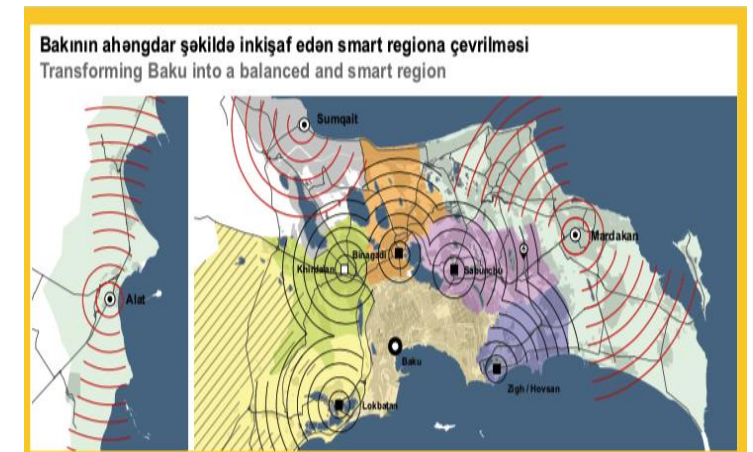 Bakının ahəngdar şəkildə inkişaf edən smart regiona çevrilməsi
Transforming Baku into a balanced and smart region
Sumqait
Mardakan
Binagadi
Khirdalan
Sabunchu
Alat
Baku
Zigh / Hovsan
Lokbatan